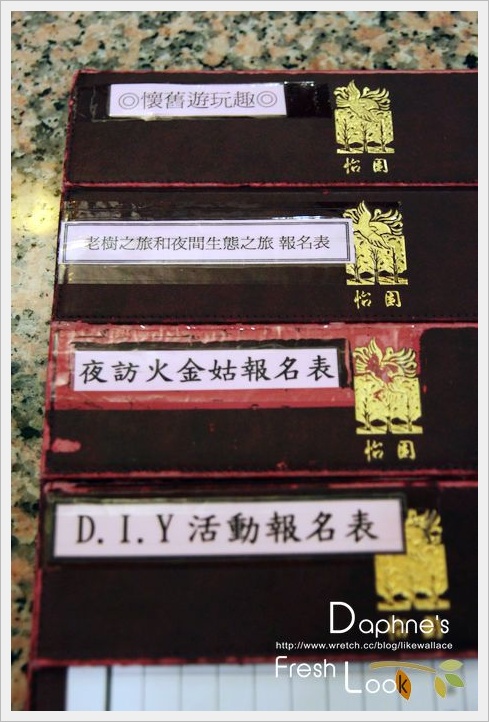 ◎懷舊遊玩趣◎
怡園
老樹之旅和夜間生態之旅 報名表
怡園
夜訪火金姑報名表
怡園
D.I.Y 活動報名表
Daphne's
http://www.wretch.cc/blog/likewallace
Fresh Look